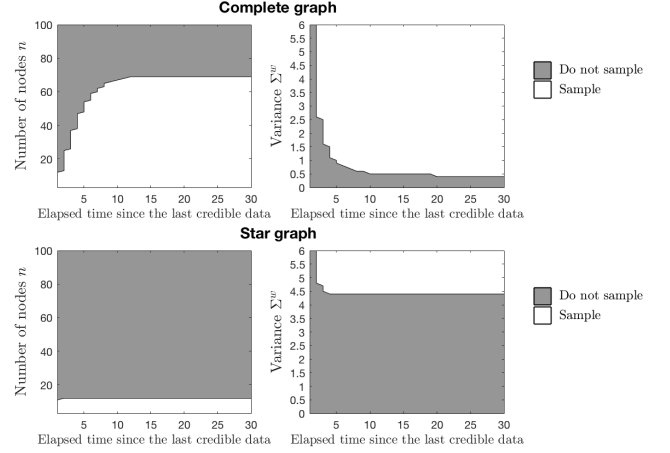 Complete graph
Number of nodes n
100
80
60
40
20
5 10 15 20 25 30
Elapsed time since the last credible data
Variance Σ^w
6
5.5
5
4.5
4
3.5
3
2.5
2
1.5
1
0.5
0
5 10 15 20 25 30
Elapsed time since the last credible data
Do not sample
Sample
Star graph
Number of nodes n
100
80
60
40
20
5 10 15 20 25 30
Elapsed time since the last credible data
Variance Σ^w
6
5.5
5
4.5
4
3.5
3
2.5
2
1.5
1
0.5
0
5 10 15 20 25 30
Elapsed time since the last credible data
Do not sample
Sample